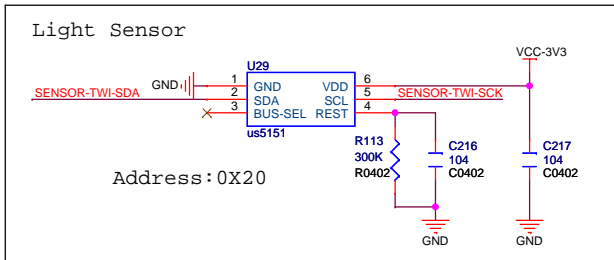 Light Sensor
U29
VCC-3V3
GND 1 GND VDD 6
SENSOR-TWI-SDA 2 SDA SCL 5 SENSOR-TWI-SCK
3 BUS-SEL REST 4
us5151
R113 C216 C217
300K 104 104
R0402 C0402 C0402
Address:0X20
GND GND